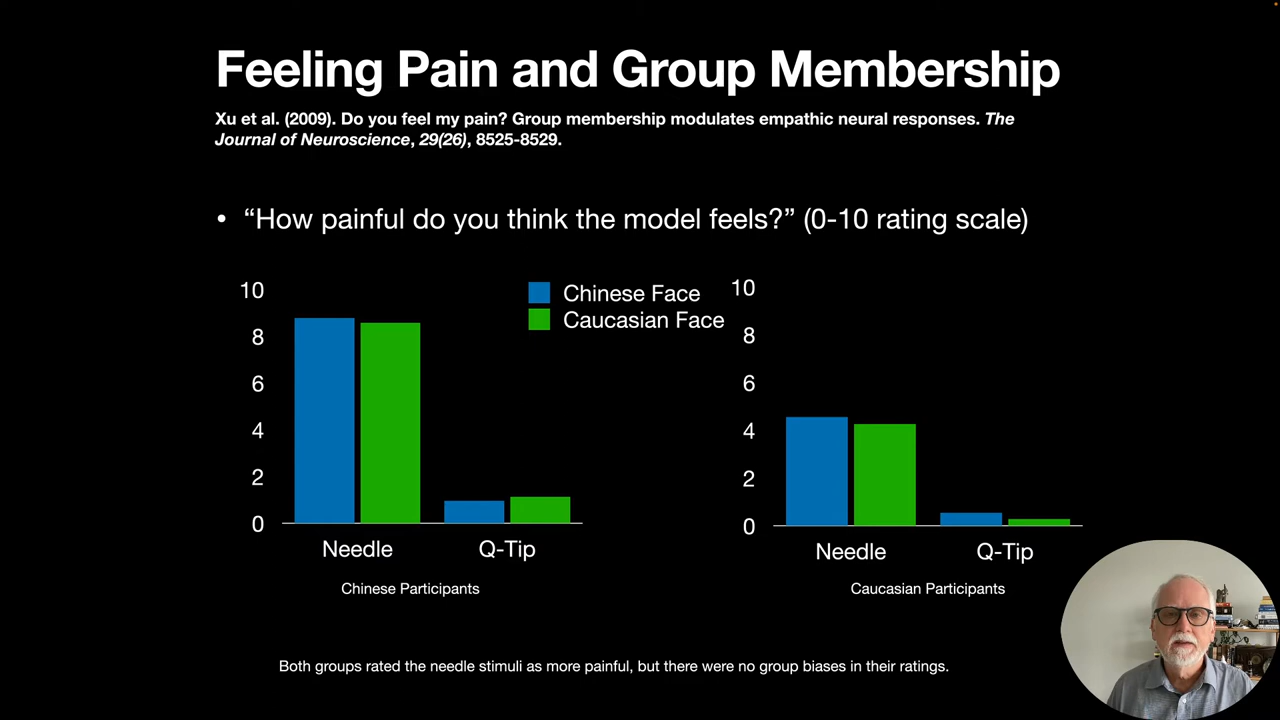 Feeling Pain and Group Membership
Xu et al. (2009). Do you feel my pain? Group membership modulates empathic neural responses. The
Journal of Neuroscience, 29(26), 8525-8529.
• “How painful do you think the model feels?” (0-10 rating scale)
10
8
6
4
2
0
Needle
Q-Tip
Chinese Participants
Chinese Face
Caucasian Face
10
8
6
4
2
0
Needle
Q-Tip
Caucasian Participants
Both groups rated the needle stimuli as more painful, but there were no group biases in their ratings.